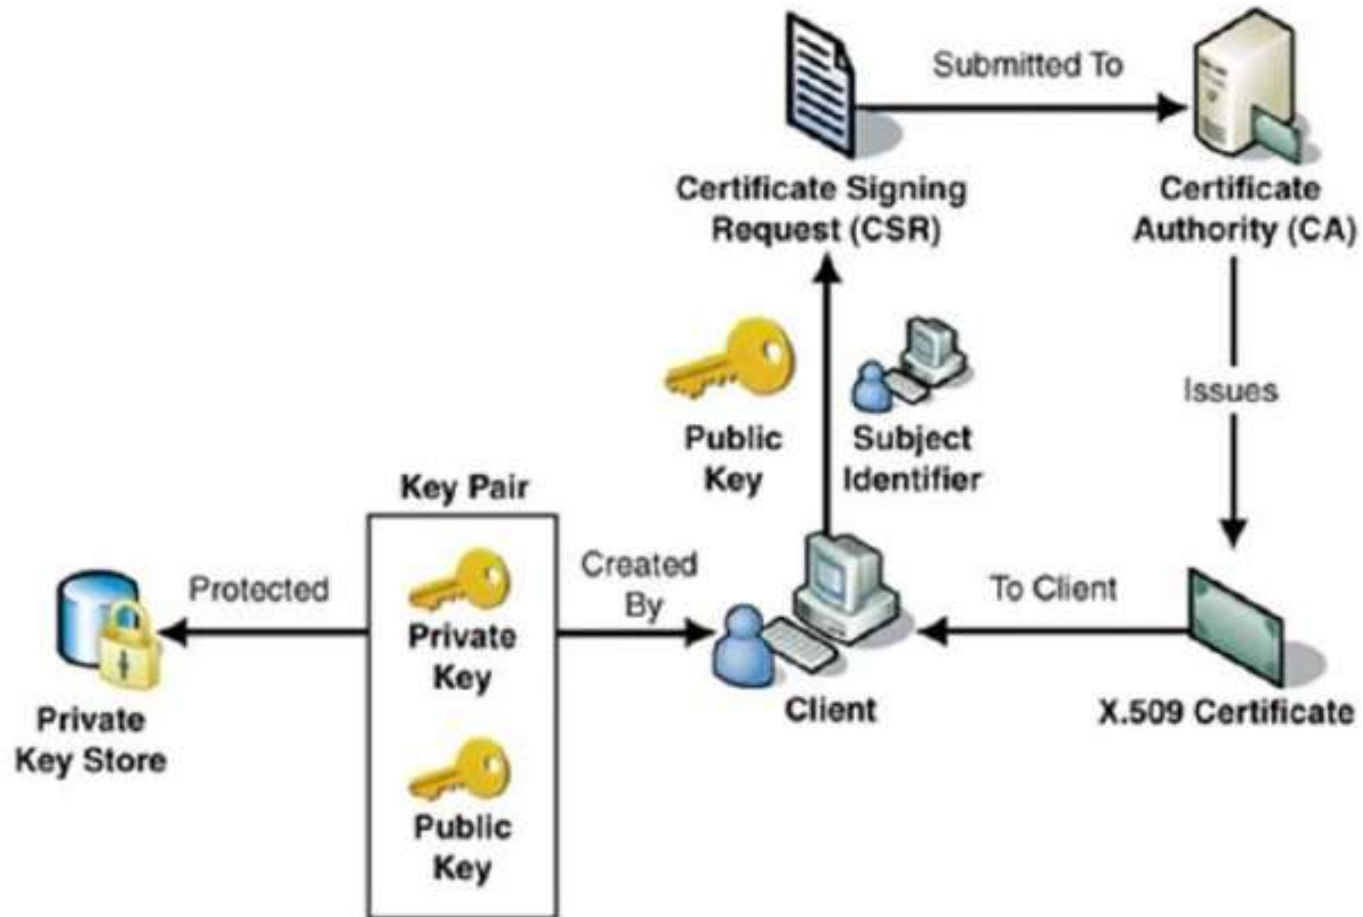 Submitted To
Certificate Signing
Request (CSR)
Certificate
Authority (CA)
Issues
Public
Key
Subject
Identifier
Key Pair
Protected
Private
Key
Created
By
To Client
Private
Key Store
Client
X.509 Certificate
Public
Key